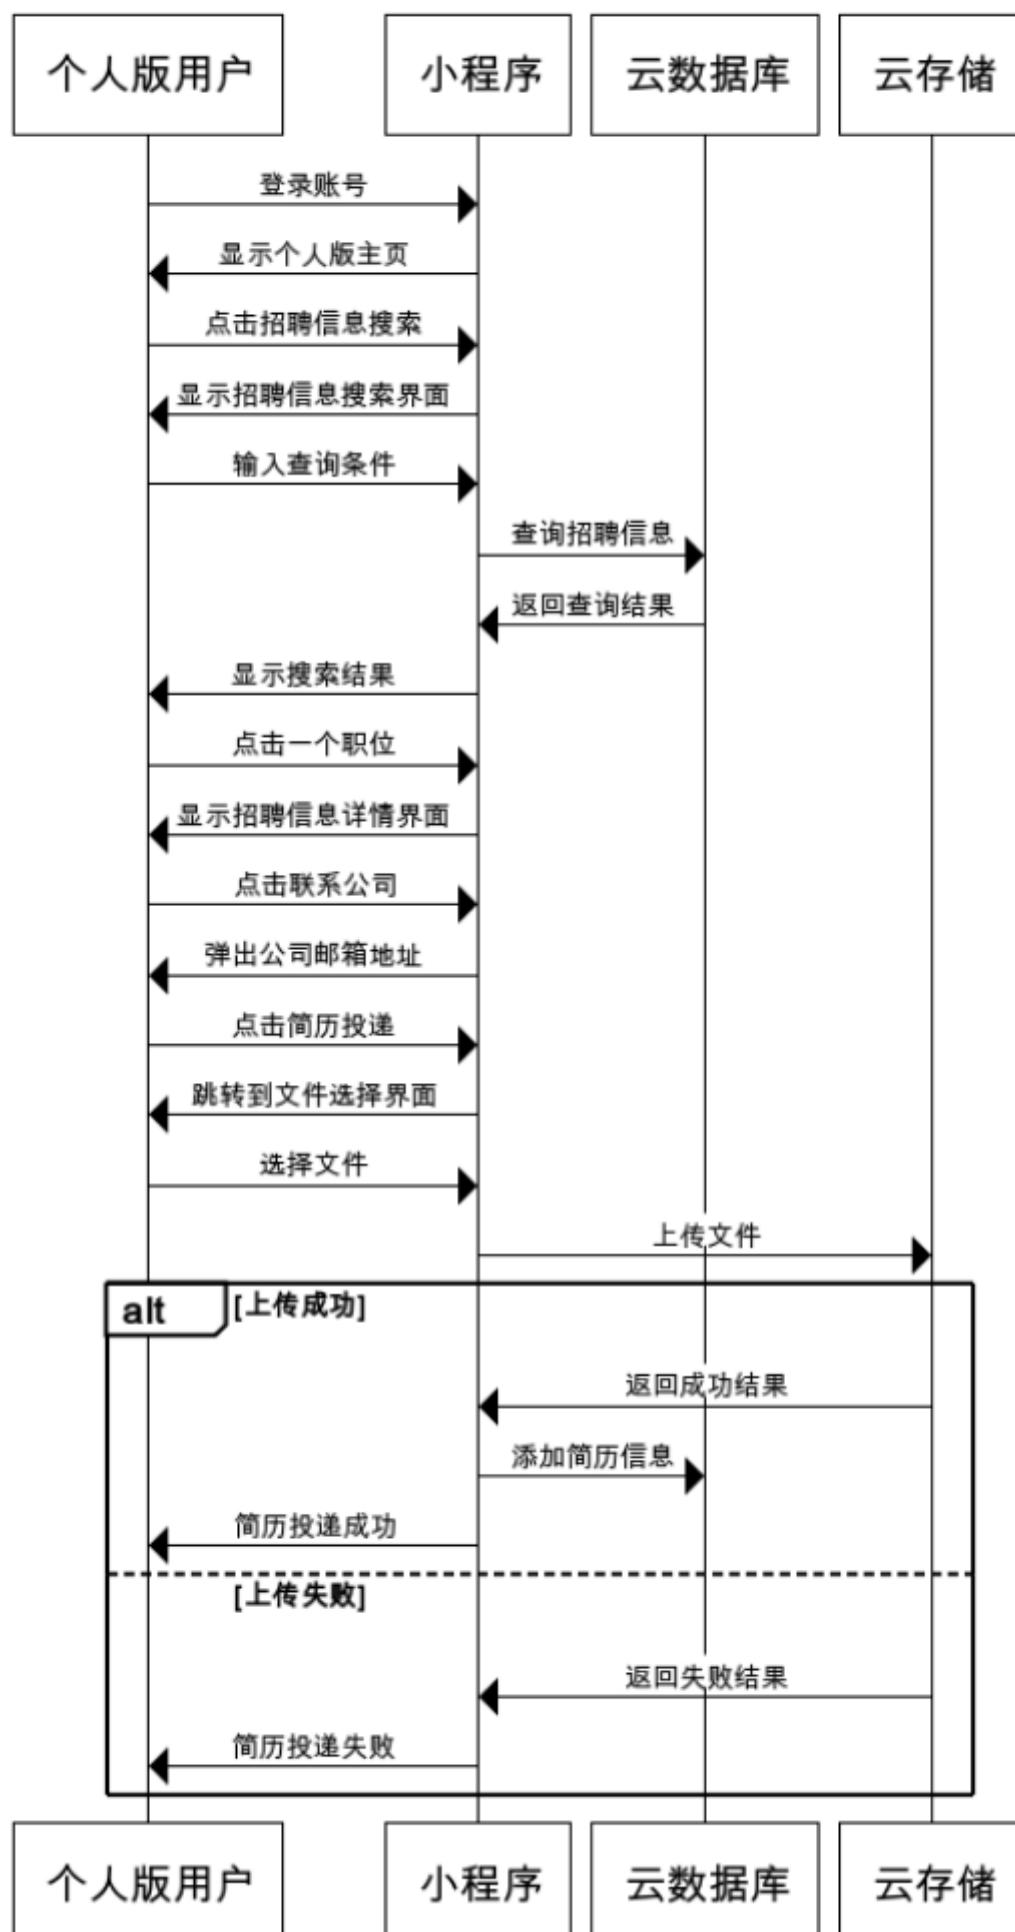 个人版用户 小程序 云数据库 云存储
登录账号
显示个人版主页
点击招聘信息搜索
显示招聘信息搜索界面
输入查询条件
查询招聘信息
返回查询结果
显示搜索结果
点击一个职位
显示招聘信息详情界面
点击联系公司
弹出公司邮箱地址
点击简历投递
跳转到文件选择界面
选择文件
上传文件
alt [上传成功]
返回成功结果
添加简历信息
简历投递成功
[上传失败]
返回失败结果
简历投递失败
个人版用户 小程序 云数据库 云存储